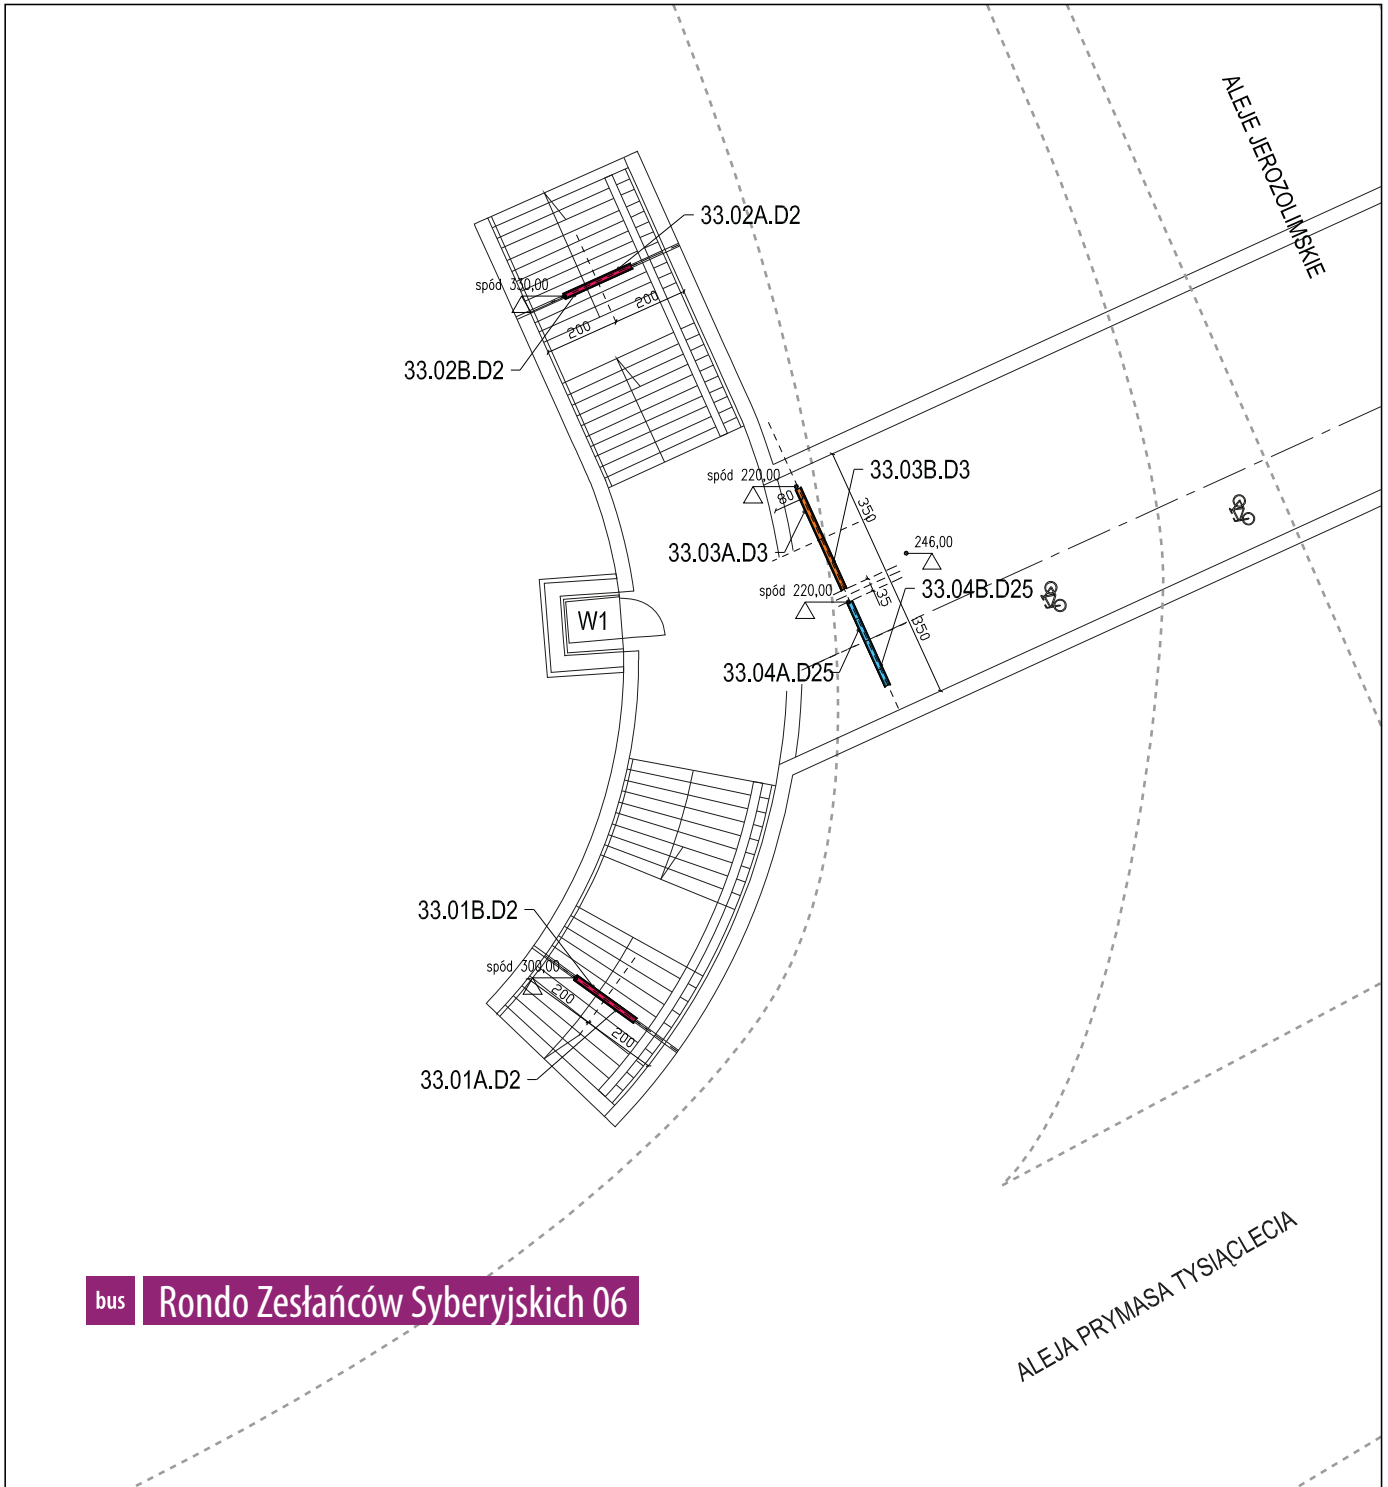 ALEJE JEROZOLIMSKIE
33.02A.D2
spód 330,00
200
200
33.02B.D2
33.03B.D3
spód 220,00
80
350
33.03A.D3
246,00
spód 220,00
135
33.04B.D25
W1
350
33.04A.D25
33.01B.D2
spód 300,00
200
200
33.01A.D2
ALEJA PRYMASA TYSIĄCLECIA
bus Rondo Zesłańców Syberyjskich 06